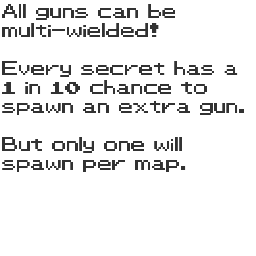 All guns can be
multi-wielded!
Every secret has a
1 in 10 chance to
spawn an extra gun.
But only one will
spawn per map.